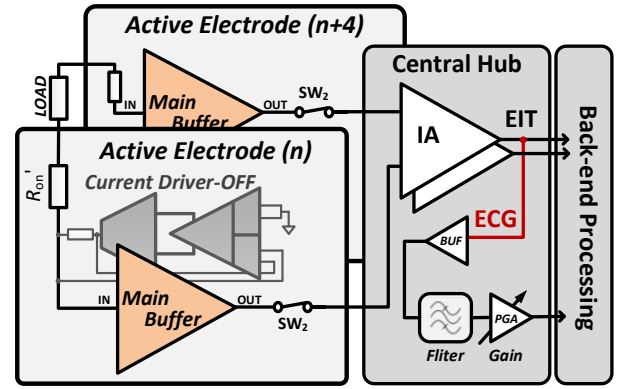 Active Electrode (n+4)
LOAD
IN
Main
Buffer
OUT
SW2
Central Hub
IA
EIT
Back-end Processing
Active Electrode (n)
Ron'
Current Driver-OFF
ECG
BUF
IN
Main
Buffer
OUT
SW2
PGA
Fliter
Gain